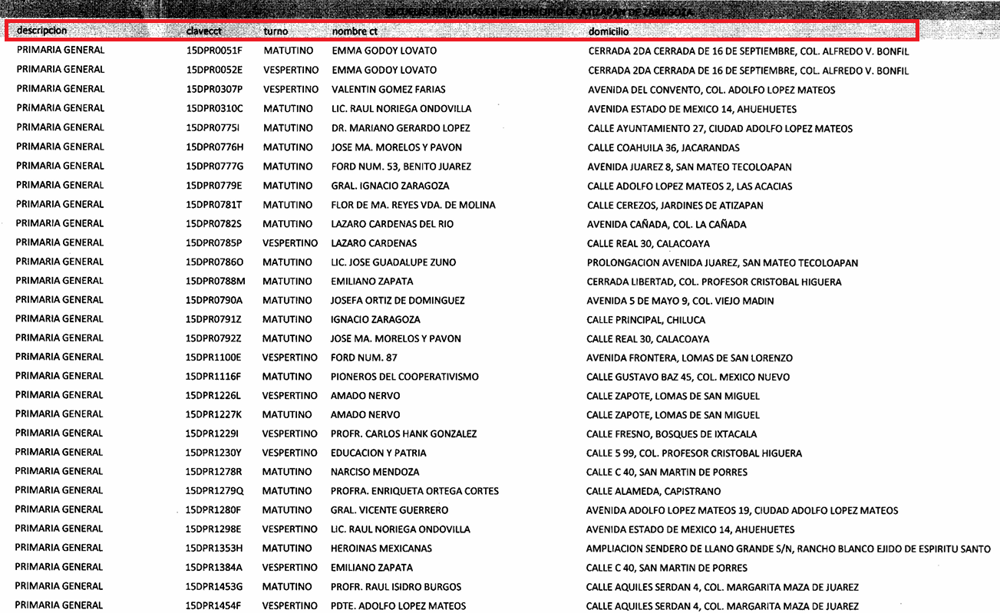 ESCUELAS PRIMARIAS EN EL MUNICIPIO DE ATIZAPAN DE ZARAGOZA
descripcion clavecct turno nombre ct domicilio
PRIMARIA GENERAL 15DPR0051F MATUTINO EMMA GODOY LOVATO CERRADA 2DA CERRADA DE 16 DE SEPTIEMBRE, COL. ALFREDO V. BONFIL
PRIMARIA GENERAL 15DPR0052E VESPERTINO EMMA GODOY LOVATO CERRADA 2DA CERRADA DE 16 DE SEPTIEMBRE, COL. ALFREDO V. BONFIL
PRIMARIA GENERAL 15DPR0307P VESPERTINO VALENTIN GOMEZ FARIAS AVENIDA DEL CONVENTO, COL. ADOLFO LOPEZ MATEOS
PRIMARIA GENERAL 15DPR0310C MATUTINO LIC. RAUL NORIEGA ONDOVILLA AVENIDA ESTADO DE MEXICO 14, AHUEHUETES
PRIMARIA GENERAL 15DPR0775I MATUTINO DR. MARIANO GERARDO LOPEZ CALLE AYUNTAMIENTO 27, CIUDAD ADOLFO LOPEZ MATEOS
PRIMARIA GENERAL 15DPR0776H MATUTINO JOSE MA. MORELOS Y PAVON CALLE COAHUILA 36, JACARANDAS
PRIMARIA GENERAL 15DPR0777G MATUTINO FORD NUM. 53, BENITO JUAREZ AVENIDA JUAREZ 8, SAN MATEO TECOLOAPAN
PRIMARIA GENERAL 15DPR0779E MATUTINO GRAL. IGNACIO ZARAGOZA CALLE ADOLFO LOPEZ MATEOS 2, LAS ACACIAS
PRIMARIA GENERAL 15DPR0781T MATUTINO FLOR DE MA. REYES VDA. DE MOLINA CALLE CEREZOS, JARDINES DE ATIZAPAN
PRIMARIA GENERAL 15DPR0782S MATUTINO LAZARO CARDENAS DEL RIO AVENIDA CAÑADA, COL. LA CAÑADA
PRIMARIA GENERAL 15DPR0785P VESPERTINO LAZARO CARDENAS CALLE REAL 30, CALACOAYA
PRIMARIA GENERAL 15DPR0786O MATUTINO LIC. JOSE GUADALUPE ZUNO PROLONGACION AVENIDA JUAREZ, SAN MATEO TECOLOAPAN
PRIMARIA GENERAL 15DPR0788M MATUTINO EMILIANO ZAPATA CERRADA LIBERTAD, COL. PROFESOR CRISTOBAL HIGUERA
PRIMARIA GENERAL 15DPR0790A MATUTINO JOSEFA ORTIZ DE DOMINGUEZ AVENIDA 5 DE MAYO 9, COL. VIEJO MADIN
PRIMARIA GENERAL 15DPR0791Z MATUTINO IGNACIO ZARAGOZA CALLE PRINCIPAL, CHILUCA
PRIMARIA GENERAL 15DPR0792Z MATUTINO JOSE MA. MORELOS Y PAVON CALLE REAL 30, CALACOAYA
PRIMARIA GENERAL 15DPR1100E VESPERTINO FORD NUM. 87 AVENIDA FRONTERA, LOMAS DE SAN LORENZO
PRIMARIA GENERAL 15DPR1116F MATUTINO PIONEROS DEL COOPERATIVISMO CALLE GUSTAVO BAZ 45, COL. MEXICO NUEVO
PRIMARIA GENERAL 15DPR1226L VESPERTINO AMADO NERVO CALLE ZAPOTE, LOMAS DE SAN MIGUEL
PRIMARIA GENERAL 15DPR1227K MATUTINO AMADO NERVO CALLE ZAPOTE, LOMAS DE SAN MIGUEL
PRIMARIA GENERAL 15DPR1229I VESPERTINO PROFR. CARLOS HANK GONZALEZ CALLE FRESNO, BOSQUES DE IXTACALA
PRIMARIA GENERAL 15DPR1230Y VESPERTINO EDUCACION Y PATRIA CALLE 5 99, COL. PROFESOR CRISTOBAL HIGUERA
PRIMARIA GENERAL 15DPR1278R MATUTINO NARCISO MENDOZA CALLE C 40, SAN MARTIN DE PORRES
PRIMARIA GENERAL 15DPR1279Q MATUTINO PROFRA. ENRIQUETA ORTEGA CORTES CALLE ALAMEDA, CAPISTRANO
PRIMARIA GENERAL 15DPR1280F MATUTINO GRAL. VICENTE GUERRERO AVENIDA ADOLFO LOPEZ MATEOS 19, CIUDAD ADOLFO LOPEZ MATEOS
PRIMARIA GENERAL 15DPR1298E VESPERTINO LIC. RAUL NORIEGA ONDOVILLA AVENIDA ESTADO DE MEXICO 14, AHUEHUETES
PRIMARIA GENERAL 15DPR1353H MATUTINO HEROINAS MEXICANAS AMPLIACION SENDERO DE LLANO GRANDE S/N, RANCHO BLANCO EJIDO DE ESPIRITU SANTO
PRIMARIA GENERAL 15DPR1384A VESPERTINO EMILIANO ZAPATA CALLE C 40, SAN MARTIN DE PORRES
PRIMARIA GENERAL 15DPR1453G MATUTINO PROFR. RAUL ISIDRO BURGOS CALLE AQUILES SERDAN 4, COL. MARGARITA MAZA DE JUAREZ
PRIMARIA GENERAL 15DPR1454F VESPERTINO PDTE. ADOLFO LOPEZ MATEOS CALLE AQUILES SERDAN 4, COL. MARGARITA MAZA DE JUAREZ